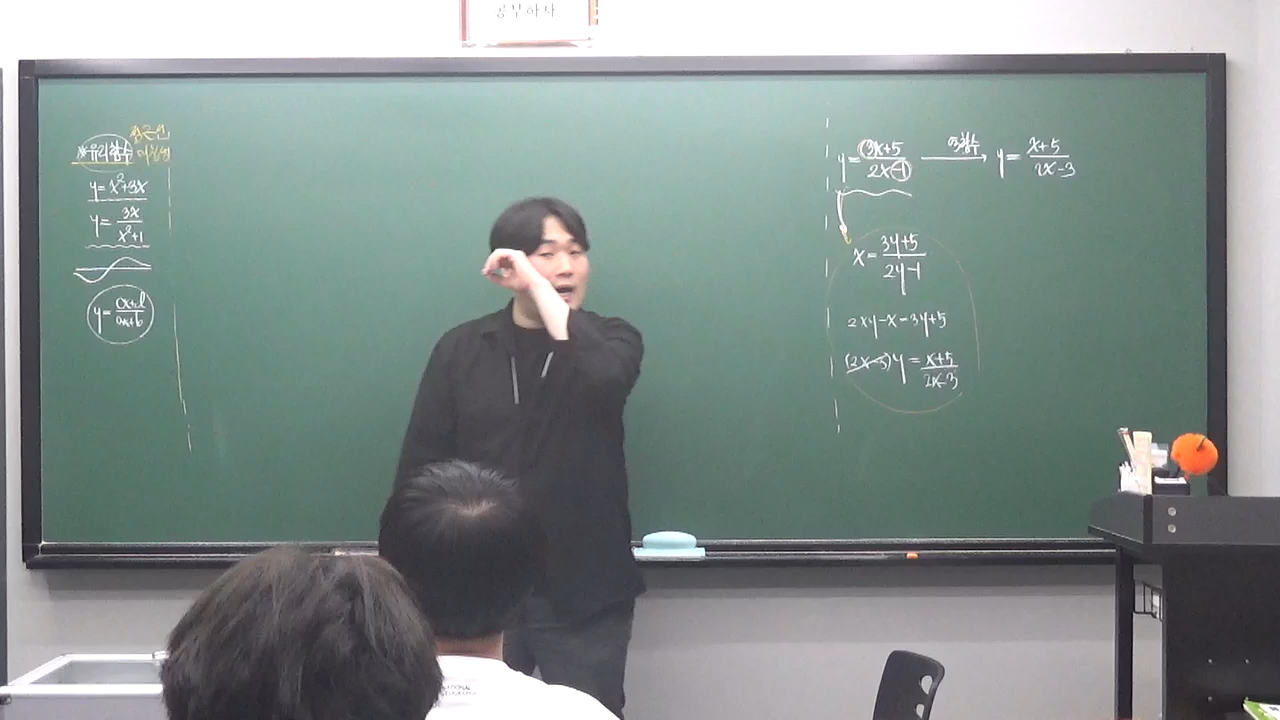 공부하자
※유리함수
y=x²+3x
y=3x/(x²+1)
y=(cx+d)/(ax+b)
y=(3x+5)/(2x-1) → 역함수 y=(x+5)/(2x-3)
x=(3y+5)/(2y-1)
2xy-x=3y+5
(2x-3)y=(x+5)/(2x-3)